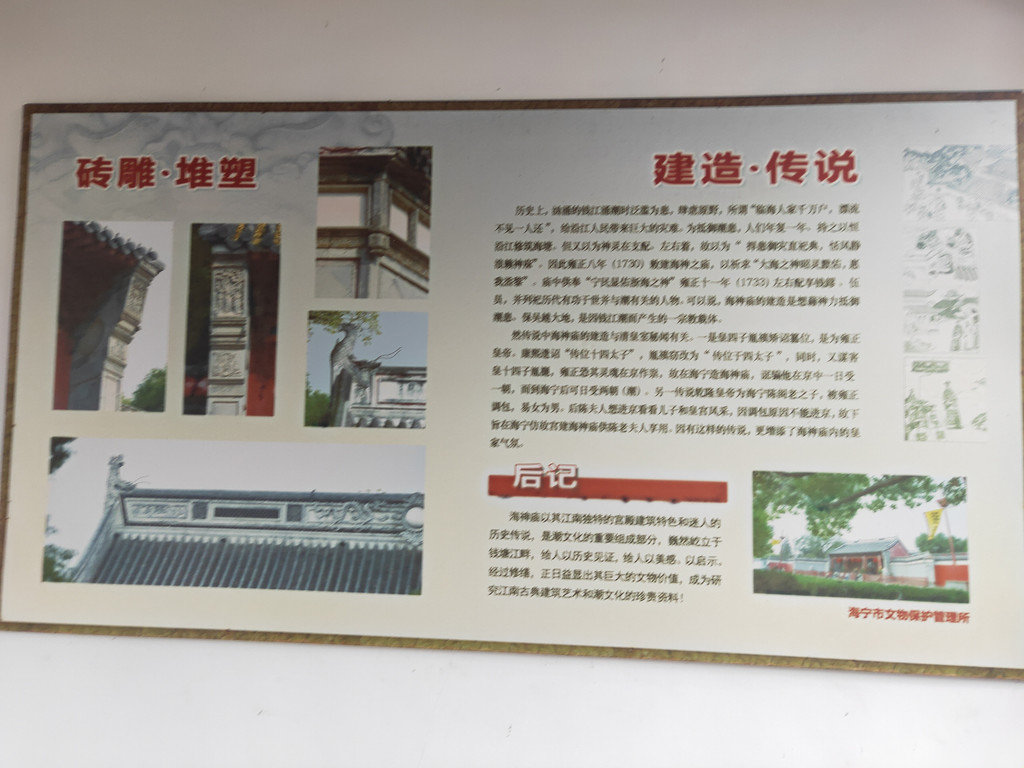 砖雕·堆塑
建造·传说
历史上，汹涌的钱江涌潮时泛滥为患，肆虐原野，所谓“临海人家千万户，漂流
不见一人还”，给沿江人民带来巨大的灾难。为抵御潮患，人们年复一年，持之以恒
沿江修筑海塘。但又以为神灵在支配、左右着，故以为“捍患御灾直祀典，恬风静
浪赖神庥”。因此雍正八年（1730）敕建海神之庙，以祈求“大海之神昭灵默佑，惠
我烝黎”。庙中供奉“宁民显佑浙海之神”雍正十一年（1733）左右配享钱镠、伍
员，并列祀历代有功于世并与潮有关的人物。可以说，海神庙的建造是想藉神力抵御
潮患，保吴越大地，是因钱江潮而产生的一宗教载体。
然传说中海神庙的建造与清皇室秘闻有关。一是皇四子胤禛矫诏篡位，是为雍正
皇帝。康熙遗诏“传位十四太子”，胤禛窃改为“传位于四太子”，同时，又谋害
皇十四子胤禵，雍正恐其灵魂在京作祟，故在海宁造海神庙，诓骗他在京中一日受
一朝，而到海宁后可日受两朝（潮）。另一传说乾隆皇帝为海宁陈阁老之子，被雍正
调包，易女为男。后陈夫人想进京看看儿子和皇宫风采，因调包原因不能进京，故下
旨在海宁仿故宫建海神庙供陈老夫人享用。因有这样的传说，更增添了海神庙内的皇
家气氛。
后记
海神庙以其江南独特的宫殿建筑特色和迷人的
历史传说，是潮文化的重要组成部分，巍然屹立于
钱塘江畔，给人以历史见证，给人以美感、以启示。
经过修缮，正日益显出其巨大的文物价值，成为研
究江南古典建筑艺术和潮文化的珍贵资料！
海宁市文物保护管理所